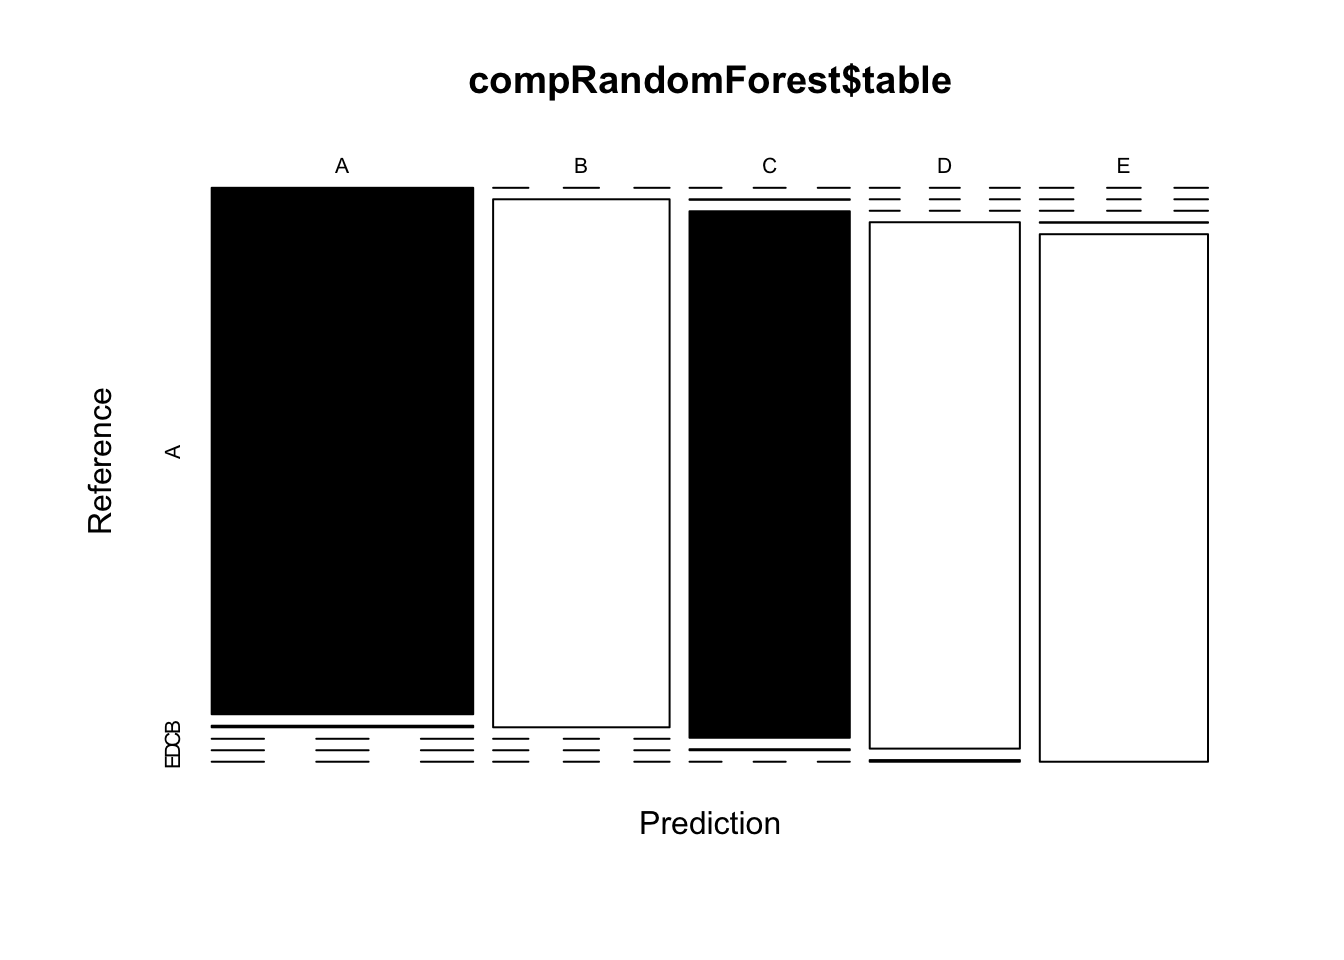 compRandomForest$table
A B C D E
Reference
A
EDCB
Prediction